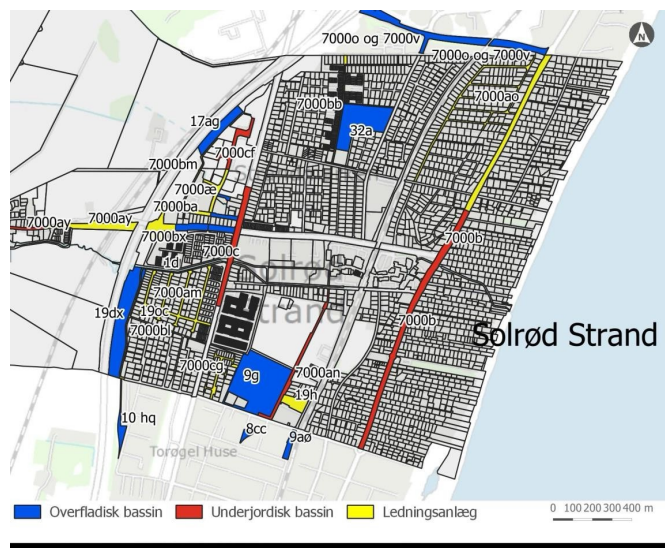 7000o og 7000v
7000o og 7000v
N
7000ao
7000bb
17ag
32a
7000cf
7000bm
7000æ
7000ba
7000ay
7000ay
7000bx
7000c
7000b
1d
Solrød
Strand
7000am
19dx
19oc
7000bl
7000b
Solrød Strand
7000cg
9g
7000an
19h
10 hq
8cc
9aø
Torøgel Huse
Overfladisk bassin
Underjordisk bassin
Ledningsanlæg
0 100 200 300 400 m